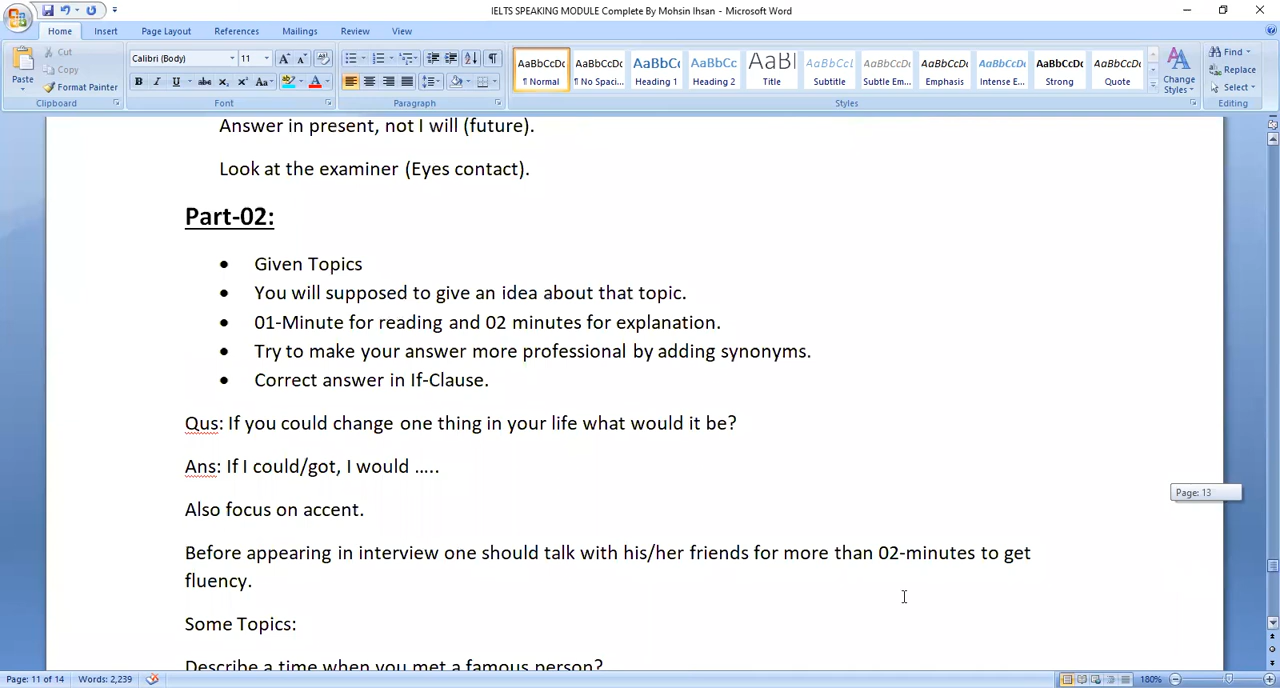 IELTS SPEAKING MODULE Complete By Mohsin Ihsan - Microsoft Word
Home Insert Page Layout References Mailings Review View
Paste
Cut
Copy
Format Painter
Clipboard
Calibri (Body) 11
Font
Paragraph
AaBbCcDc AaBbCcDc AaBbC( AaBbCc AaBl AaBbCcL AaBbCcDc AaBbCcDc AaBbCcDc AaBbCcDc AaBbCcDc
¶ Normal ¶ No Spaci... Heading 1 Heading 2 Title Subtitle Subtle Em... Emphasis Intense E... Strong Quote
Change Styles
Styles
Find
Replace
Select
Editing
Answer in present, not I will (future).
Look at the examiner (Eyes contact).
Part-02:
• Given Topics
• You will supposed to give an idea about that topic.
• 01-Minute for reading and 02 minutes for explanation.
• Try to make your answer more professional by adding synonyms.
• Correct answer in If-Clause.
Qus: If you could change one thing in your life what would it be?
Ans: If I could/got, I would …..
Also focus on accent.
Before appearing in interview one should talk with his/her friends for more than 02-minutes to get
fluency.
Some Topics:
Describe a time when you met a famous person?
Page: 13
Page: 11 of 14 Words: 2,239 180%